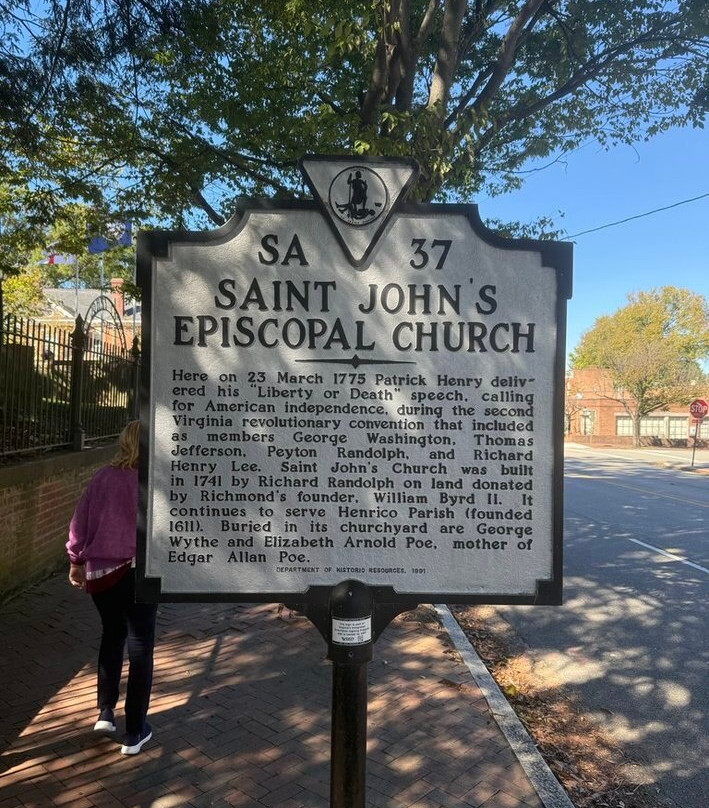 SA 37
SAINT JOHN'S
EPISCOPAL CHURCH
Here on 23 March 1775 Patrick Henry deliv-
ered his "Liberty or Death" speech, calling
for American independence, during the second
Virginia revolutionary convention that included
as members George Washington, Thomas
Jefferson, Peyton Randolph, and Richard
Henry Lee. Saint John's Church was built
in 1741 by Richard Randolph on land donated
by Richmond's founder, William Byrd II. It
continues to serve Henrico Parish (founded
1611). Buried in its churchyard are George
Wythe and Elizabeth Arnold Poe, mother of
Edgar Allan Poe.
DEPARTMENT OF HISTORIC RESOURCES, 1991
STOP